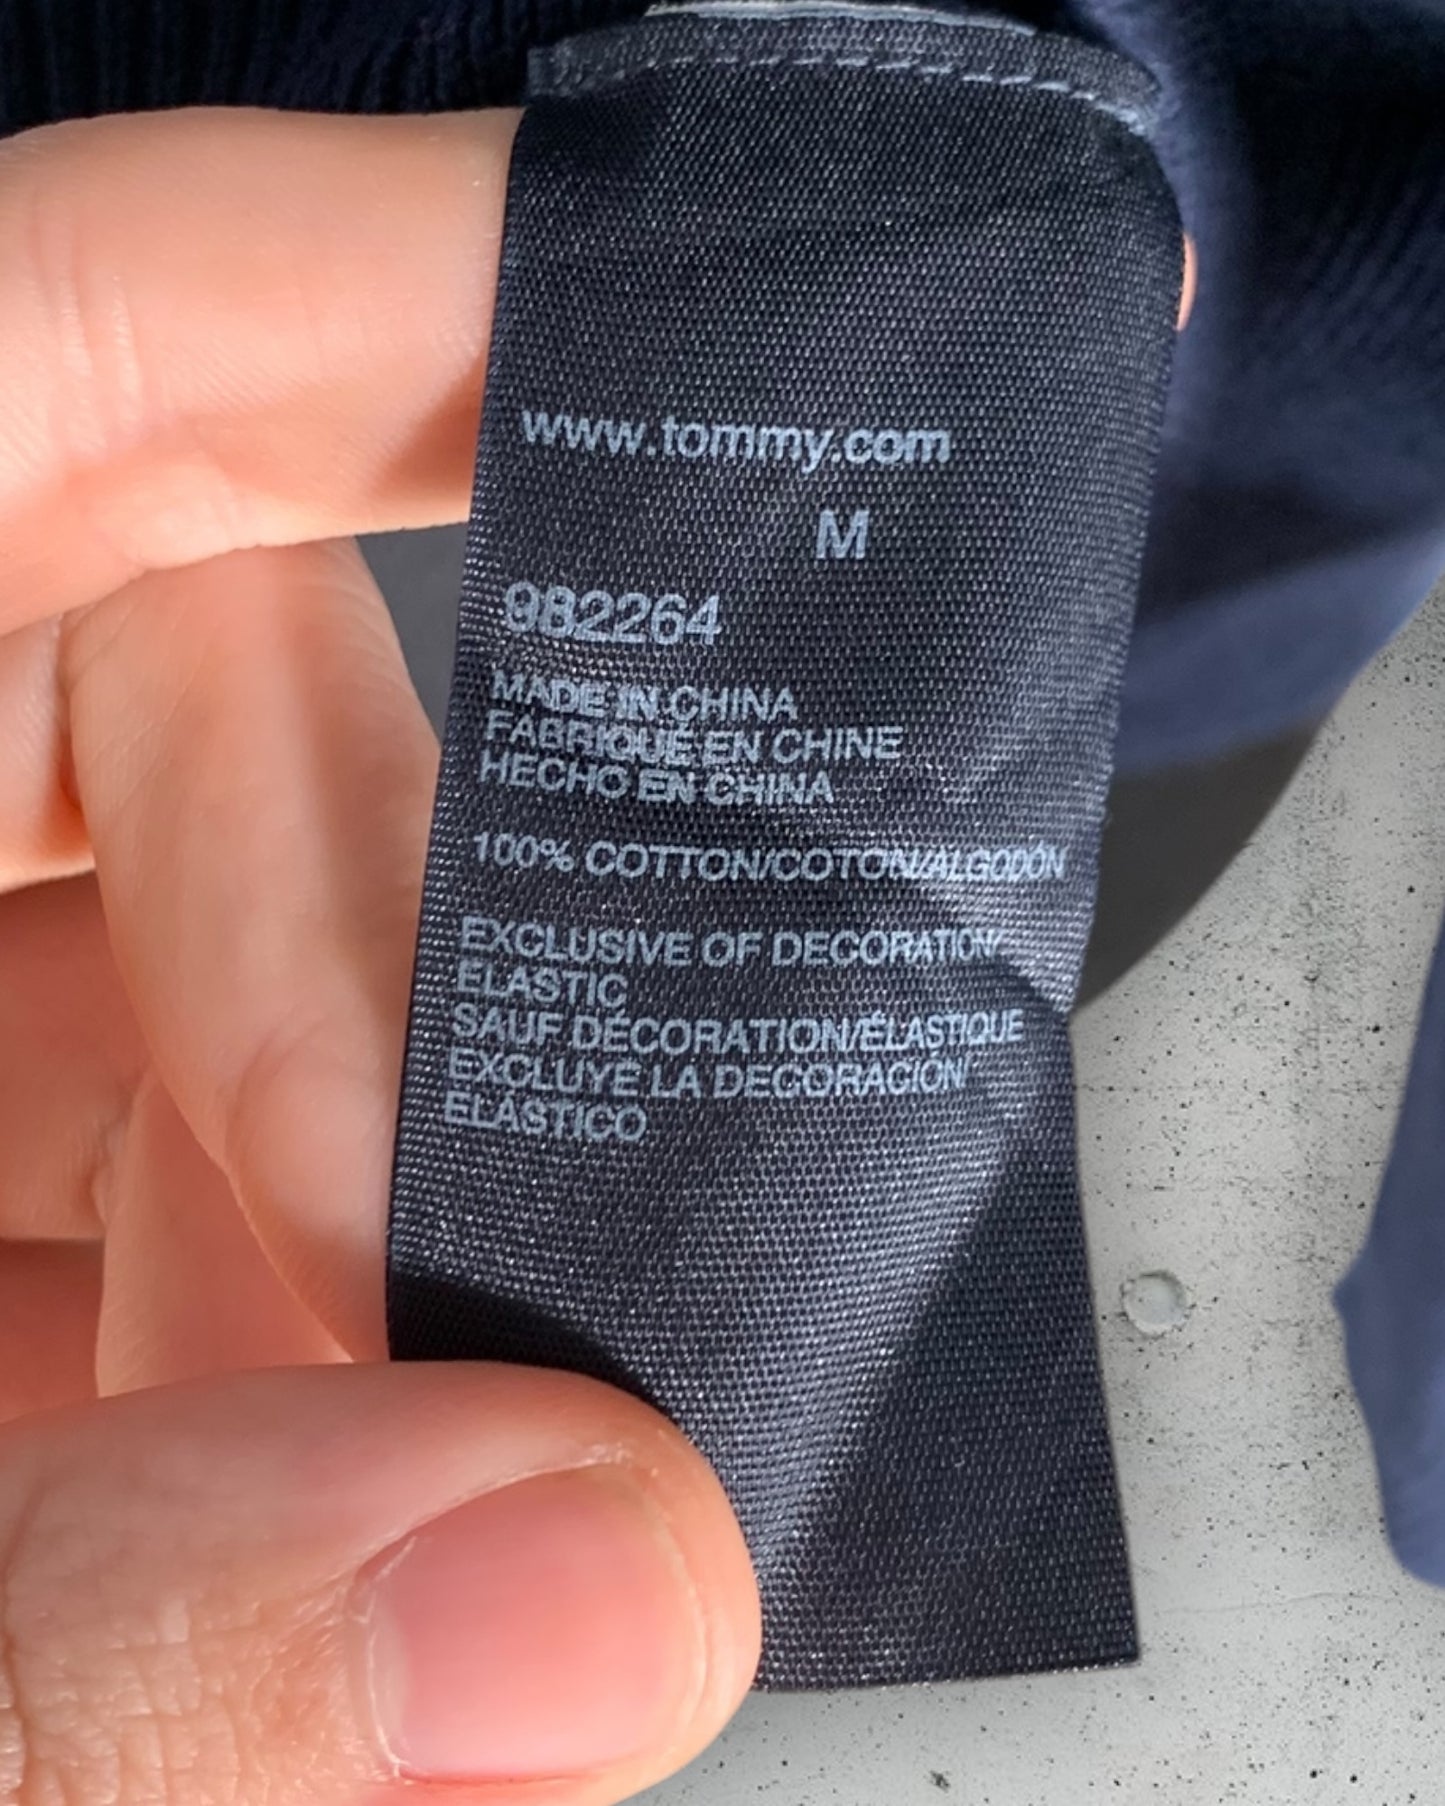 www.tommy.com
M
982264
MADE IN CHINA
FABRIQUÉ EN CHINE
HECHO EN CHINA
100% COTTON/COTON/ALGODÓN
EXCLUSIVE OF DECORATION/
ELASTIC
SAUF DÉCORATION/ÉLASTIQUE
EXCLUYE LA DECORACIÓN/
ELÁSTICO